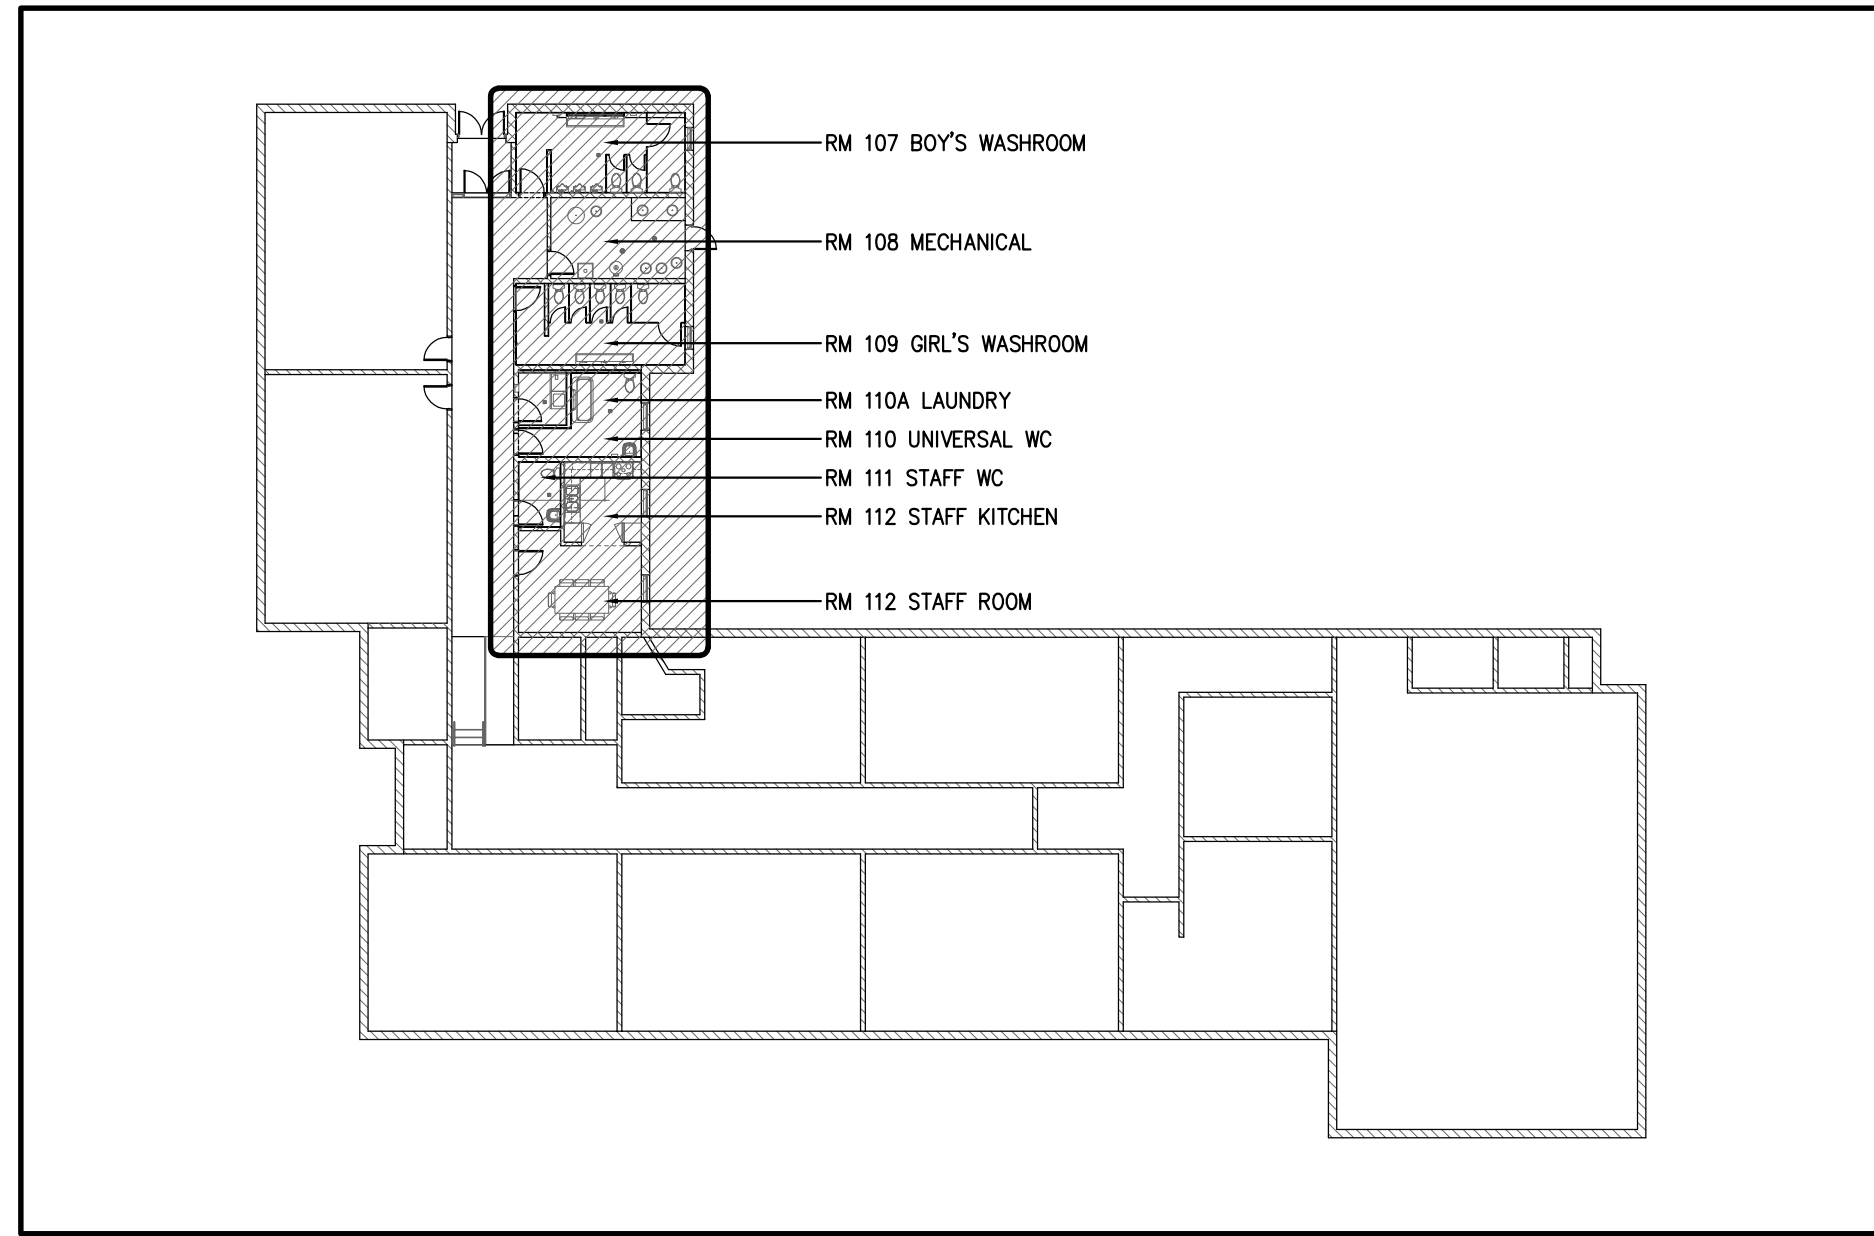 RM 107 BOY'S WASHROOM
RM 108 MECHANICAL
RM 109 GIRL'S WASHROOM
RM 110A LAUNDRY
RM 110 UNIVERSAL WC
RM 111 STAFF WC
RM 112 STAFF KITCHEN
RM 112 STAFF ROOM